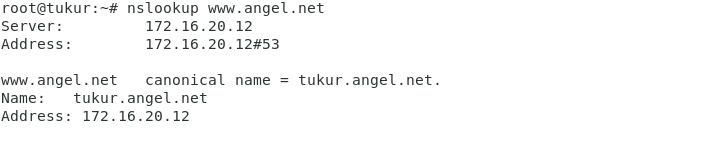 root@tukur:~# nslookup www.angel.net
Server:         172.16.20.12
Address:        172.16.20.12#53

www.angel.net   canonical name = tukur.angel.net.
Name:   tukur.angel.net
Address: 172.16.20.12